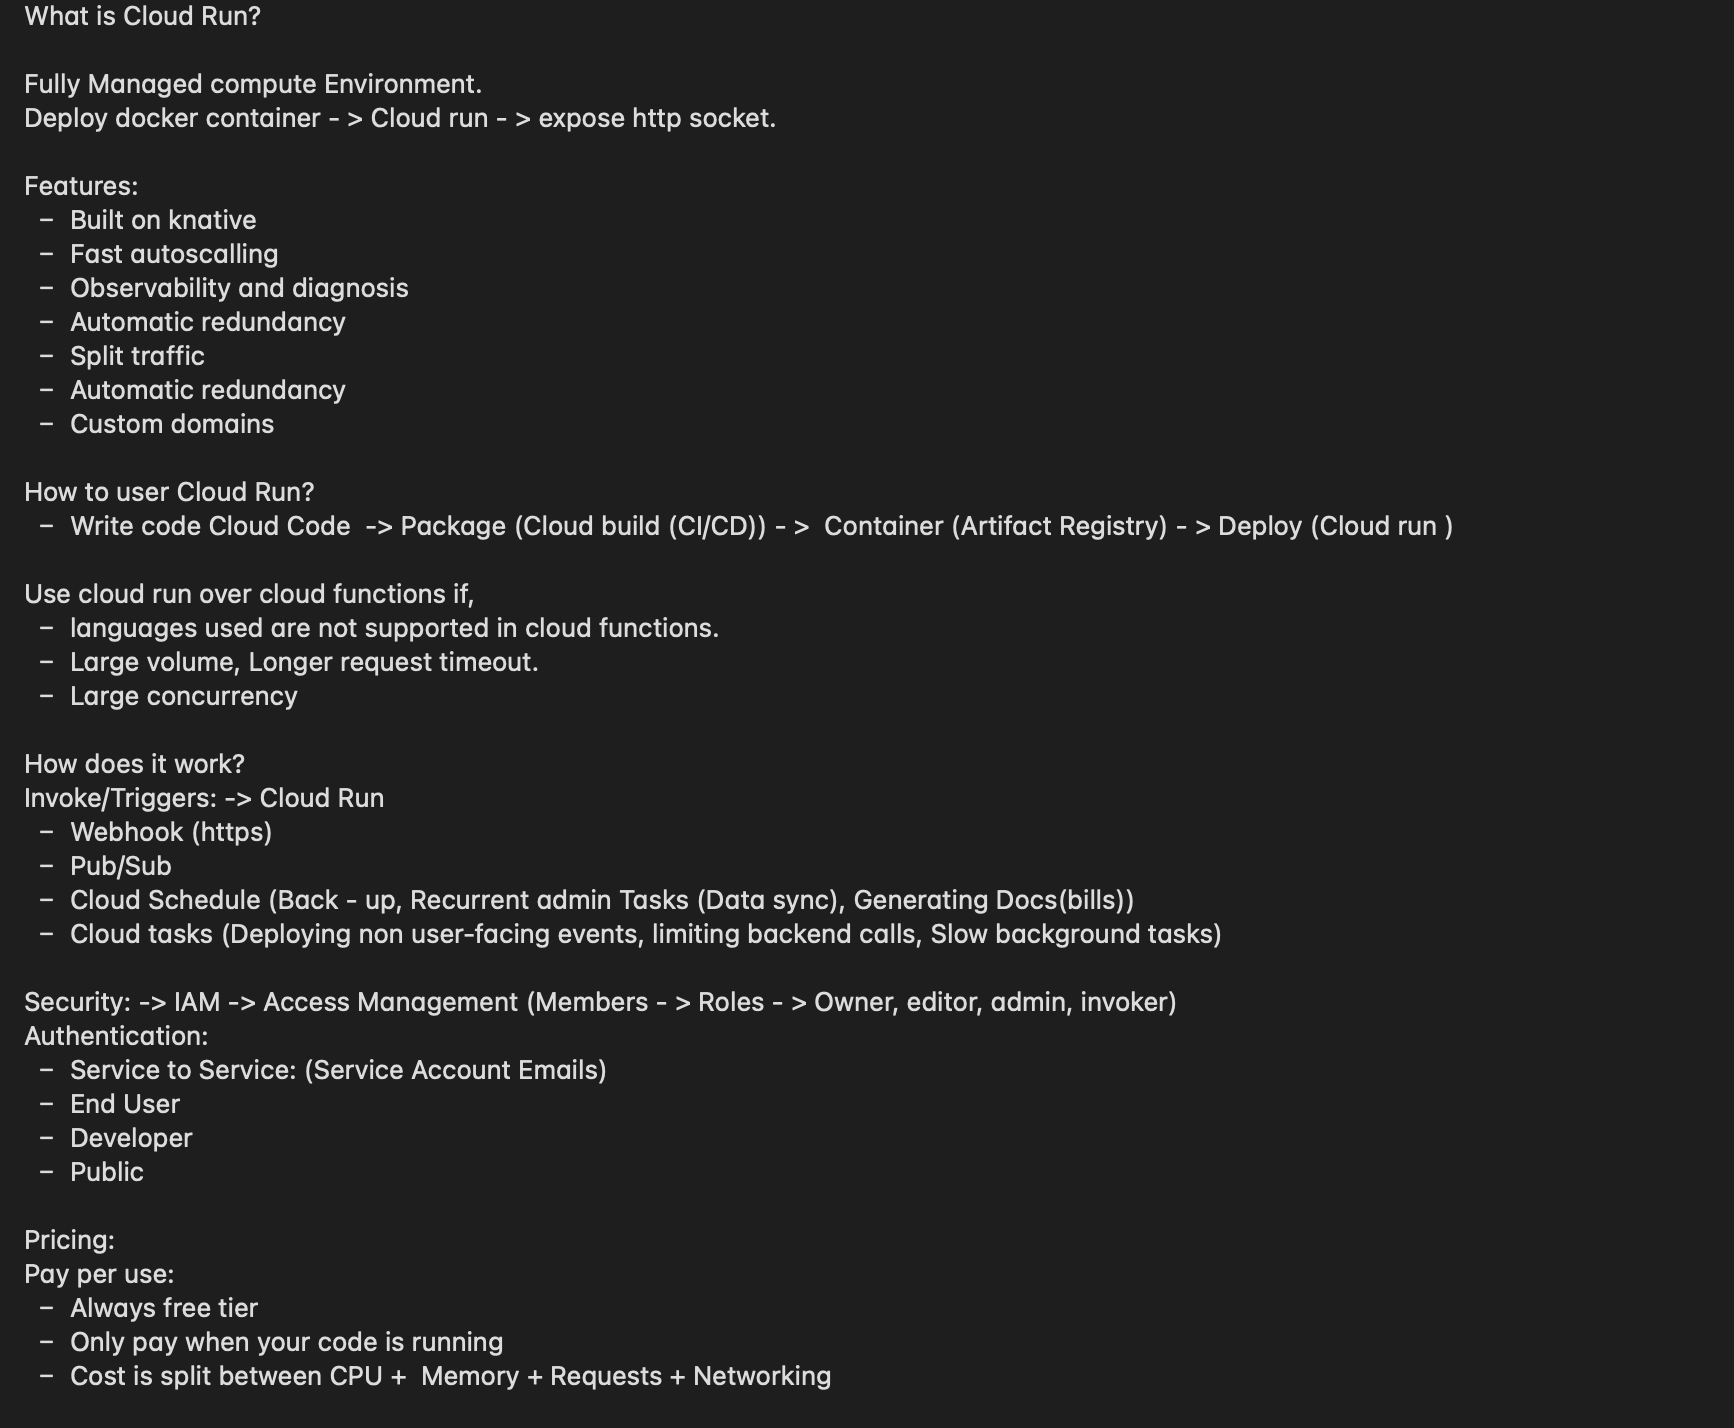 What is Cloud Run?
Fully Managed compute Environment.
Deploy docker container - > Cloud run - > expose http socket.
Features:
– Built on knative
– Fast autoscalling
– Observability and diagnosis
– Automatic redundancy
– Split traffic
– Automatic redundancy
– Custom domains
How to user Cloud Run?
– Write code Cloud Code  -> Package (Cloud build (CI/CD)) - >  Container (Artifact Registry) - > Deploy (Cloud run )
Use cloud run over cloud functions if,
– languages used are not supported in cloud functions.
– Large volume, Longer request timeout.
– Large concurrency
How does it work?
Invoke/Triggers: -> Cloud Run
– Webhook (https)
– Pub/Sub
– Cloud Schedule (Back - up, Recurrent admin Tasks (Data sync), Generating Docs(bills))
– Cloud tasks (Deploying non user-facing events, limiting backend calls, Slow background tasks)
Security: -> IAM -> Access Management (Members - > Roles - > Owner, editor, admin, invoker)
Authentication:
– Service to Service: (Service Account Emails)
– End User
– Developer
– Public
Pricing:
Pay per use:
– Always free tier
– Only pay when your code is running
– Cost is split between CPU +  Memory + Requests + Networking